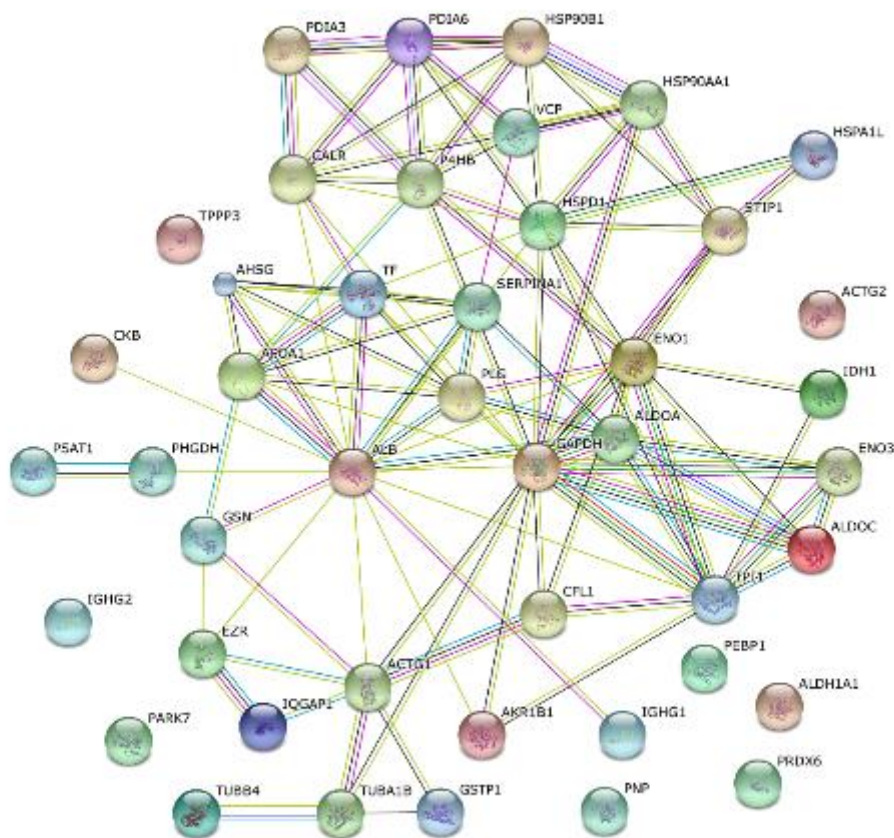 PDIA3
PDIA6
HSP90B1
HSP90AA1
VCP
HSPA1L
CALR
P4HB
HSPD1
STIP1
TPPP3
AHSG
TF
SERPINA1
ACTG2
CKB
APOA1
PLG
ENO1
IDH1
ALDOA
PSAT1
PHGDH
ALB
GAPDH
ENO3
GSN
ALDOC
TPI1
IGHG2
CFL1
EZR
ACTG1
PEBP1
ALDH1A1
PARK7
IQGAP1
AKR1B1
IGHG1
PRDX6
TUBB4
TUBA1B
GSTP1
PNP